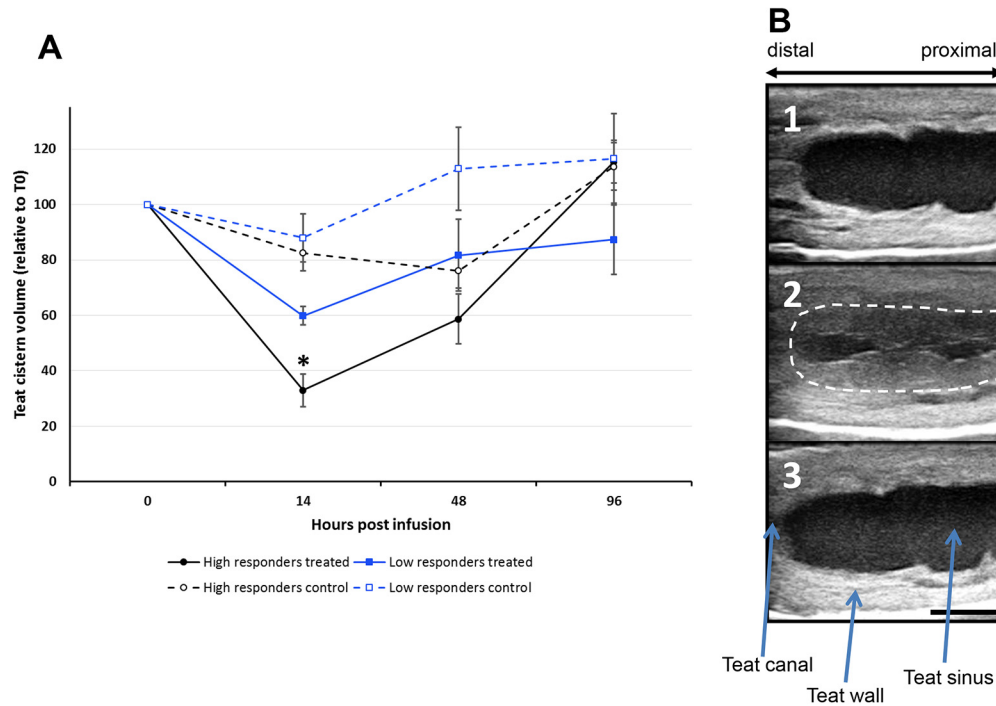 A
Teat cistern volume (relative to T0)
120
100
80
60
40
20
0
*
0
14
48
96
Hours post infusion
High responders treated
Low responders treated
High responders control
Low responders control
B
distal
proximal
1
2
3
Teat canal
Teat wall
Teat sinus